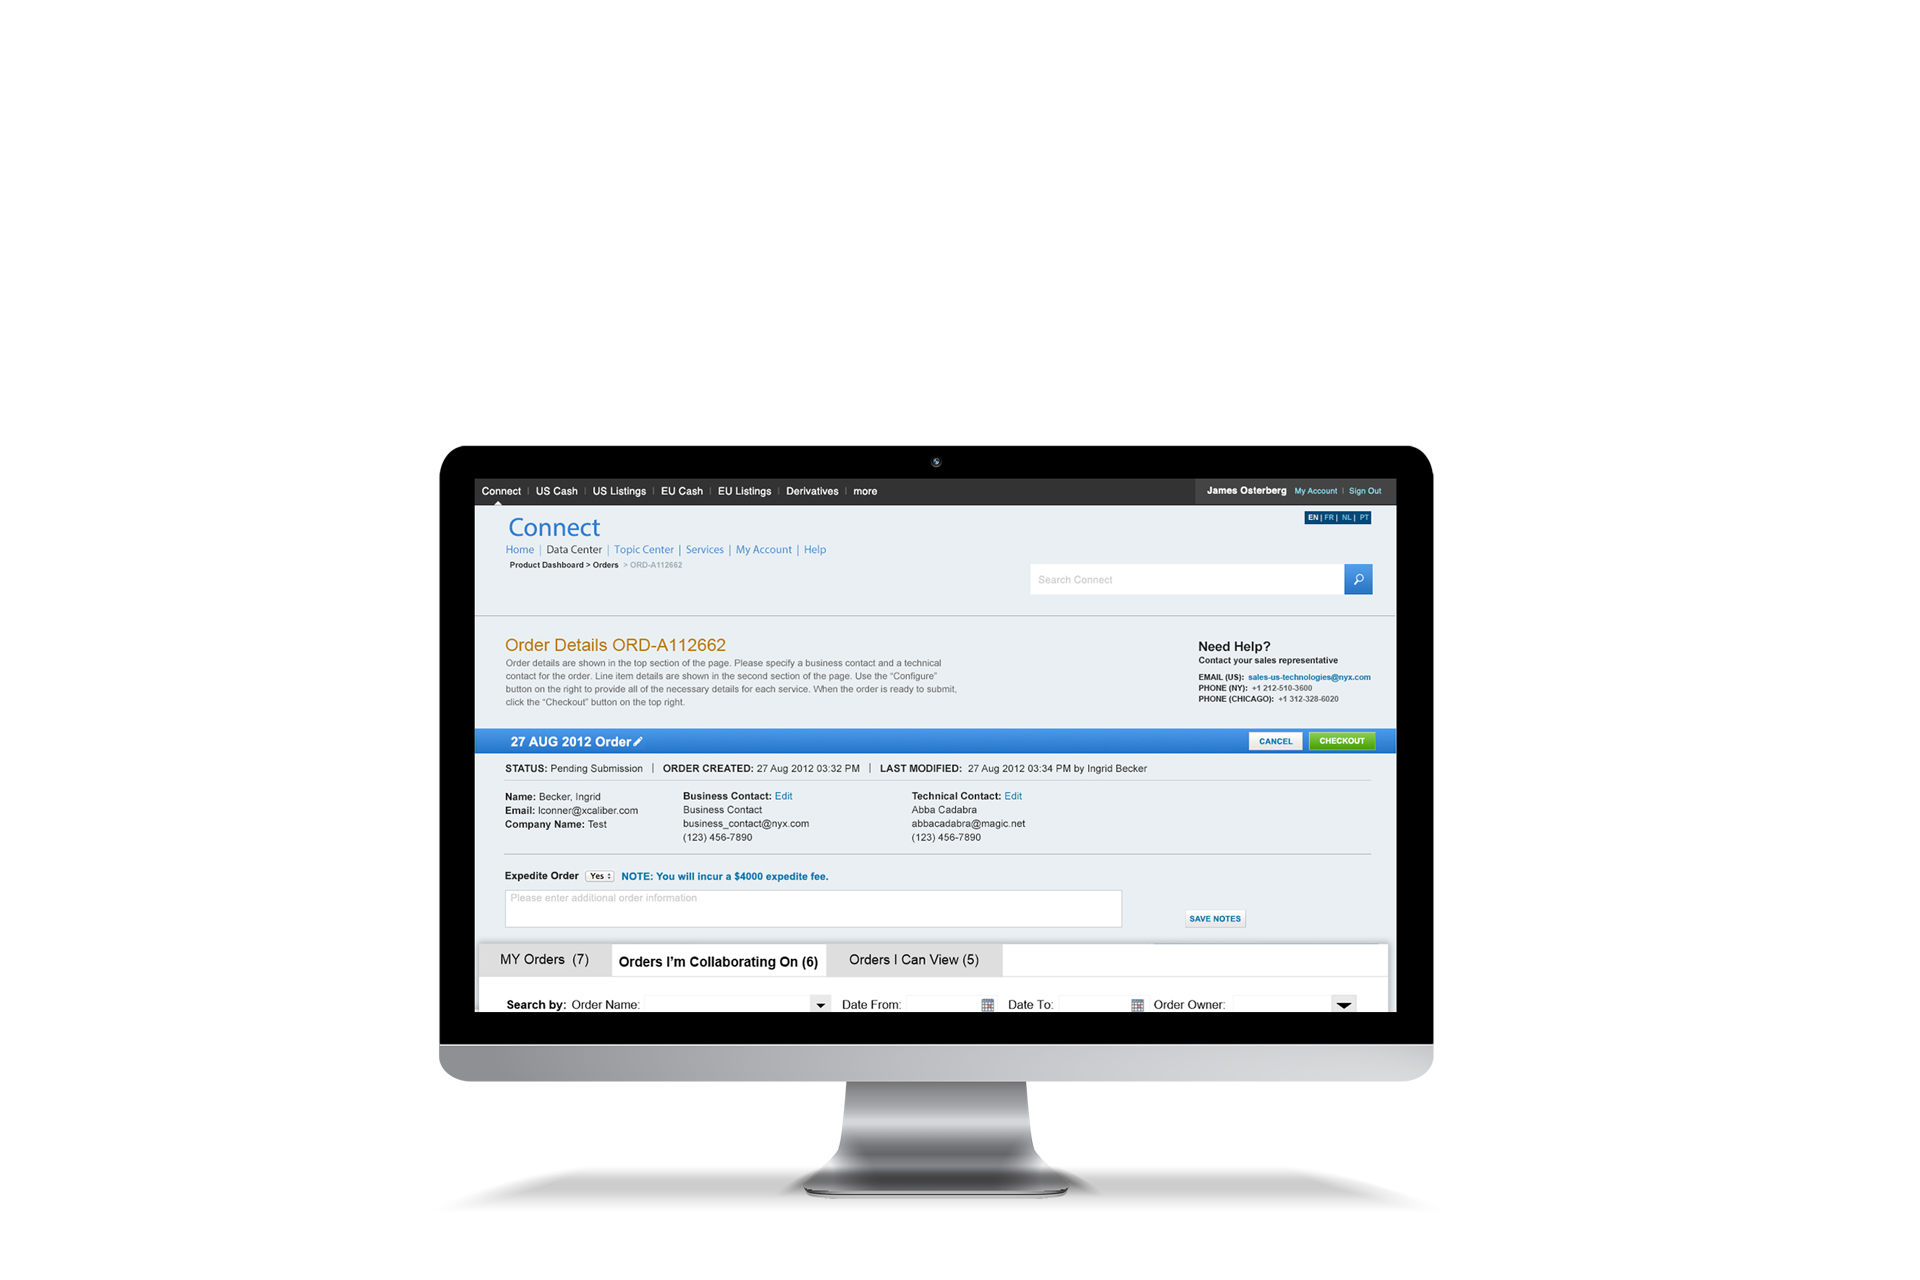 Connect | US Cash | US Listings | EU Cash | EU Listings | Derivatives | more
James Osterberg My Account | Sign Out
EN | FR | NL | PT
Connect
Home | Data Center | Topic Center | Services | My Account | Help
Product Dashboard > Orders > ORD-A112662
Search Connect
Order Details ORD-A112662
Order details are shown in the top section of the page. Please specify a business contact and a technical
contact for the order. Line item details are shown in the second section of the page. Use the “Configure”
button on the right to provide all of the necessary details for each service. When the order is ready to submit,
click the “Checkout” button on the top right.
Need Help?
Contact your sales representative
EMAIL (US): sales-us-technologies@nyx.com
PHONE (NY): +1 212-510-3600
PHONE (CHICAGO): +1 312-328-6020
27 AUG 2012 Order
CANCEL
CHECKOUT
STATUS: Pending Submission | ORDER CREATED: 27 Aug 2012 03:32 PM | LAST MODIFIED: 27 Aug 2012 03:34 PM by Ingrid Becker
Name: Becker, Ingrid
Email: lconner@xcaliber.com
Company Name: Test
Business Contact: Edit
Business Contact
business_contact@nyx.com
(123) 456-7890
Technical Contact: Edit
Abba Cadabra
abbacadabra@magic.net
(123) 456-7890
Expedite Order Yes NOTE: You will incur a $4000 expedite fee.
Please enter additional order information
SAVE NOTES
MY Orders (7)
Orders I’m Collaborating On (6)
Orders I Can View (5)
Search by: Order Name: Date From: Date To: Order Owner: